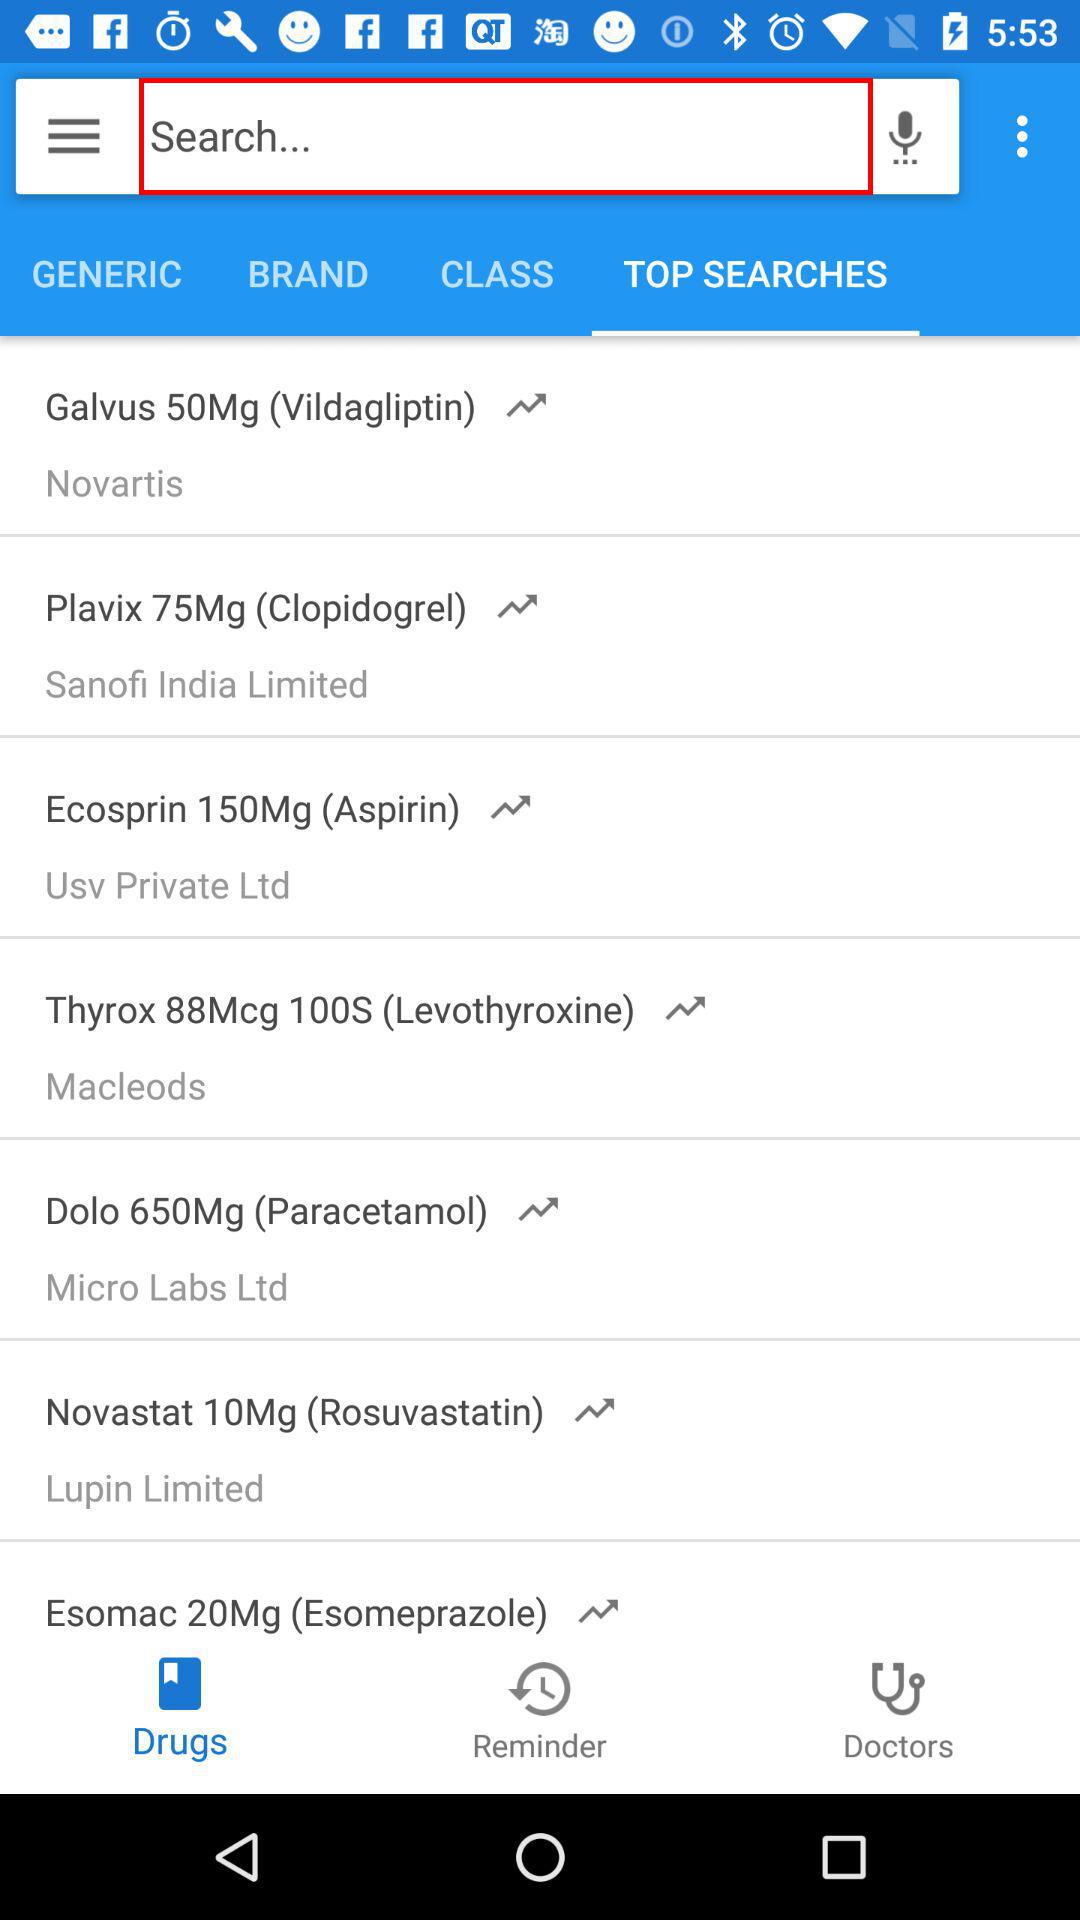 QT 淘 5:53
Search...
GENERIC BRAND CLASS TOP SEARCHES
Galvus 50Mg (Vildagliptin)
Novartis
Plavix 75Mg (Clopidogrel)
Sanofi India Limited
Ecosprin 150Mg (Aspirin)
Usv Private Ltd
Thyrox 88Mcg 100S (Levothyroxine)
Macleods
Dolo 650Mg (Paracetamol)
Micro Labs Ltd
Novastat 10Mg (Rosuvastatin)
Lupin Limited
Esomac 20Mg (Esomeprazole)
Drugs Reminder Doctors